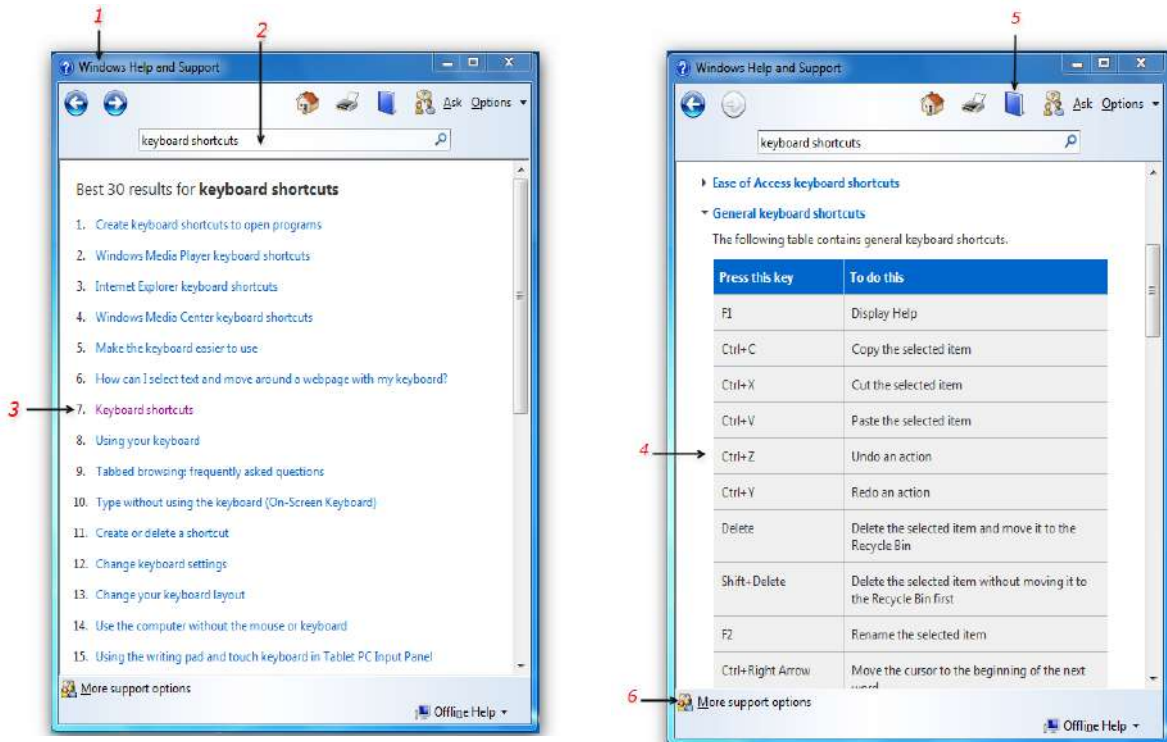 1
2
Windows Help and Support
Ask Options
keyboard shortcuts
Best 30 results for keyboard shortcuts
1. Create keyboard shortcuts to open programs
2. Windows Media Player keyboard shortcuts
3. Internet Explorer keyboard shortcuts
4. Windows Media Center keyboard shortcuts
5. Make the keyboard easier to use
6. How can I select text and move around a webpage with my keyboard?
3
7. Keyboard shortcuts
8. Using your keyboard
9. Tabbed browsing: frequently asked questions
10. Type without using the keyboard (On-Screen Keyboard)
11. Create or delete a shortcut
12. Change keyboard settings
13. Change your keyboard layout
14. Use the computer without the mouse or keyboard
15. Using the writing pad and touch keyboard in Tablet PC Input Panel
More support options
Offline Help
5
Windows Help and Support
Ask Options
keyboard shortcuts
Ease of Access keyboard shortcuts
General keyboard shortcuts
The following table contains general keyboard shortcuts.
Press this key To do this
F1 Display Help
Ctrl+C Copy the selected item
Ctrl+X Cut the selected item
Ctrl+V Paste the selected item
4
Ctrl+Z Undo an action
Ctrl+Y Redo an action
Delete Delete the selected item and move it to the
Recycle Bin
Shift+Delete Delete the selected item without moving it to
the Recycle Bin first
F2 Rename the selected item
Ctrl+Right Arrow Move the cursor to the beginning of the next
word
6
More support options
Offline Help